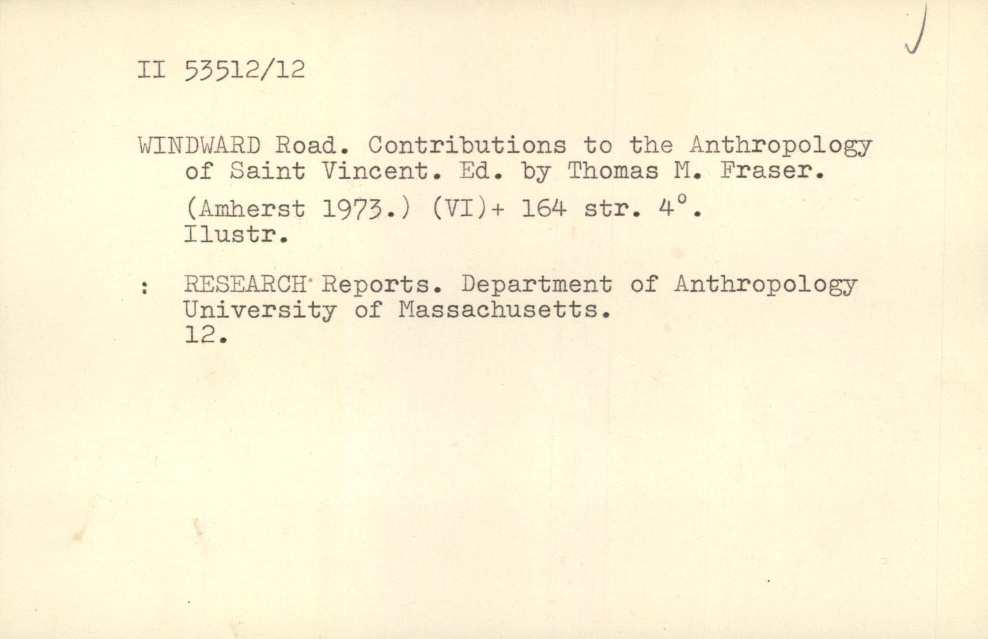 II 53512/12
WINDWARD Road. Contributions to the Anthropology
of Saint Vincent. Ed. by Thomas M. Fraser.
(Amherst 1973.) (VI)+ 164 str. 4°.
Ilustr.
: RESEARCH Reports. Department of Anthropology
University of Massachusetts.
12.